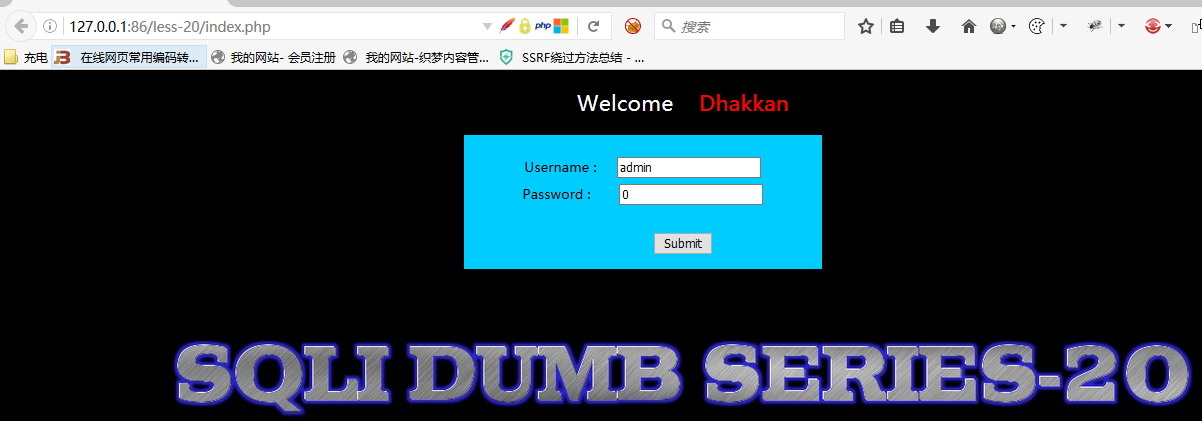 127.0.0.1:86/less-20/index.php
php
搜索
充电 在线网页常用编码转... 我的网站- 会员注册 我的网站-织梦内容管... SSRF绕过方法总结 - ...
Welcome Dhakkan
Username : admin
Password : 0
Submit
SQLI DUMB SERIES-20